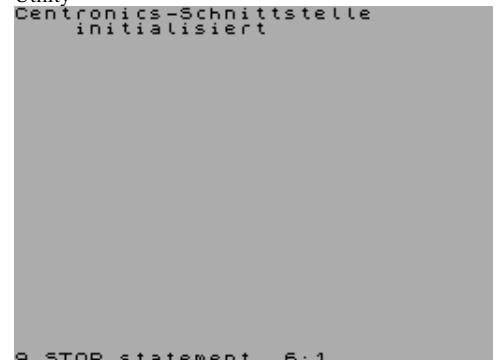 Utility
Centronics-Schnittstelle
initialisiert
9 STOP statement, 6:1